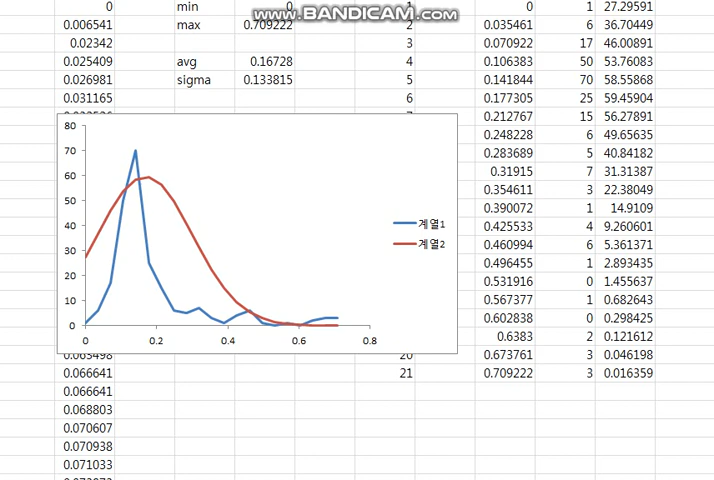 0 min 0 1 0 1 27.29591
www.BANDICAM.com
0.006541 max 0.709222 2 0.035461 6 36.70449
0.02342 3 0.070922 17 46.00891
0.025409 avg 0.16728 4 0.106383 50 53.76083
0.026981 sigma 0.133815 5 0.141844 70 58.55868
0.031165 6 0.177305 25 59.45904
0.212767 15 56.27891
0.248228 6 49.65635
0.283689 5 40.84182
0.31915 7 31.31387
0.354611 3 22.38049
0.390072 1 14.9109
0.425533 4 9.260601
0.460994 6 5.361371
0.496455 1 2.893435
0.531916 0 1.455637
0.567377 1 0.682643
0.602838 0 0.298425
0.6383 2 0.121612
20 0.673761 3 0.046198
0.066641 21 0.709222 3 0.016359
0.066641
0.068803
0.070607
0.070938
0.071033
80
70
60
50
40
30
20
10
0
0 0.2 0.4 0.6 0.8
계열1
계열2